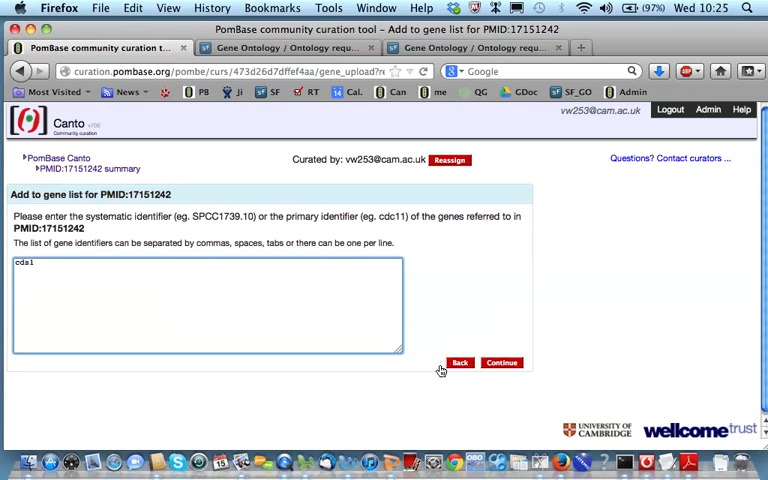 Firefox File Edit View History Bookmarks Tools Window Help (97%) Wed 10:25
PomBase community curation tool - Add to gene list for PMID:17151242
PomBase community curation t... Gene Ontology / Ontology requ... Gene Ontology / Ontology requ...
curation.pombase.org/pombe/curs/473d26d7dffef4aa/gene_upload?re Google
Most Visited News PB Ji SF RT Cal. Can me QG GDoc SF_GO Admin
vw253@cam.ac.uk Logout Admin Help
Canto v708
Community curation
PomBase Canto
PMID:17151242 summary
Curated by: vw253@cam.ac.uk Reassign
Questions? Contact curators ...
Add to gene list for PMID:17151242
Please enter the systematic identifier (eg. SPCC1739.10) or the primary identifier (eg. cdc11) of the genes referred to in
PMID:17151242
The list of gene identifiers can be separated by commas, spaces, tabs or there can be one per line.
cds1
Back Continue
UNIVERSITY OF
CAMBRIDGE
wellcometrust